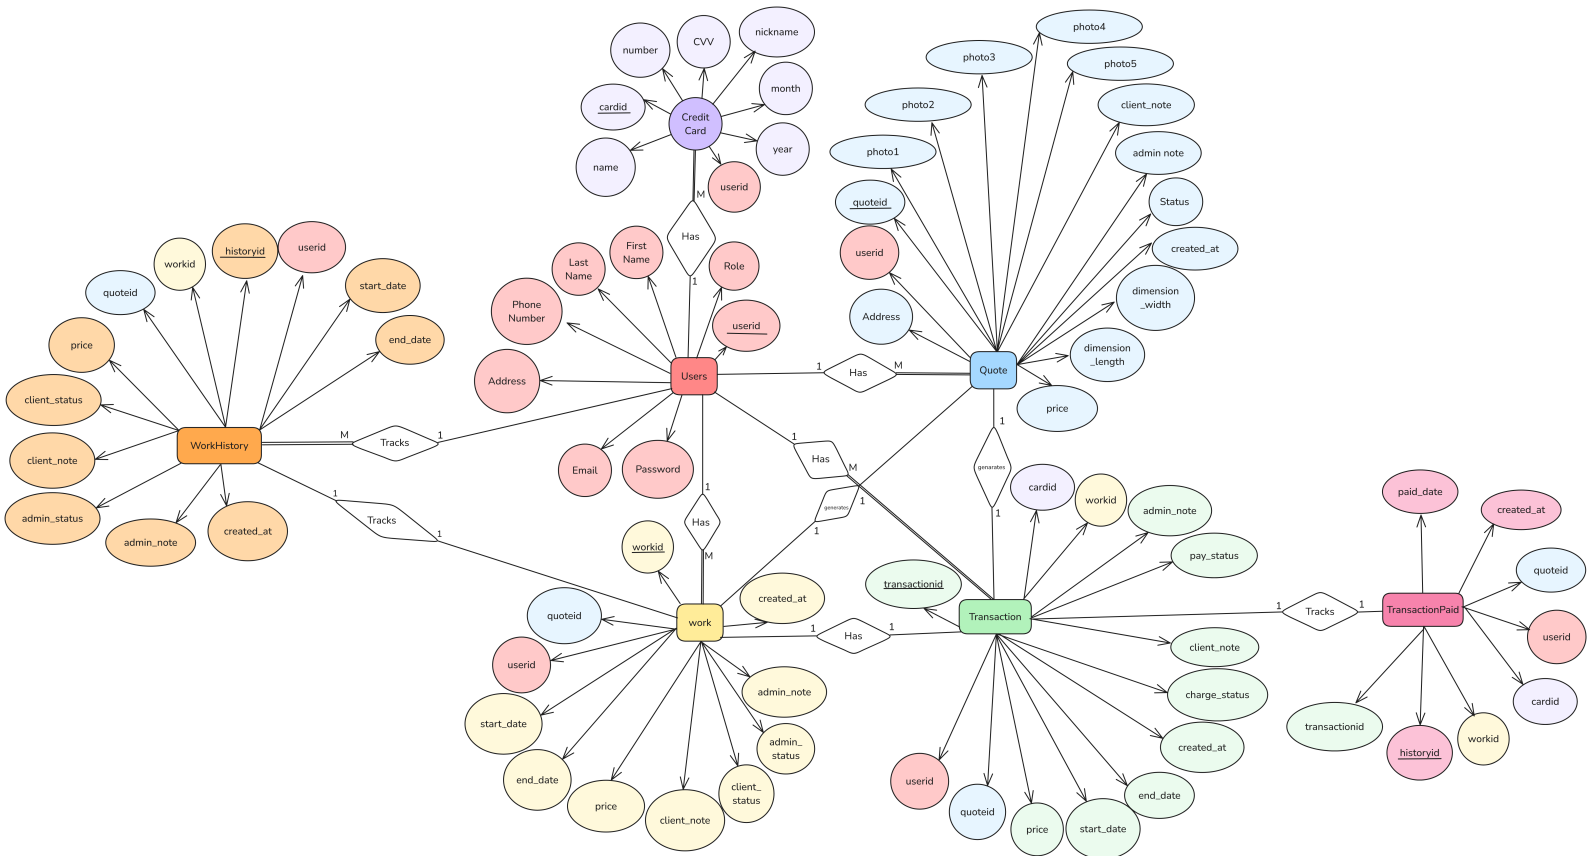 photo4
nickname
CVV
number
photo3
photo5
month
photo2
client_note
cardid
Credit
Card
year
photo1
admin note
name
userid
M
quoteid
Status
Has
First
Name
userid
historyid
userid
created_at
workid
Last
Name
Role
1
quoteid
start_date
dimension
_width
Phone
Number
Address
userid
price
end_date
dimension
_length
1
Has
M
Quote
Users
Address
client_status
price
1
M
Tracks
1
1
WorkHistory
client_note
Has
M
genarates
Email
Password
cardid
workid
paid_date
1
1
generates
1
1
admin_note
created_at
admin_status
Tracks
Has
1
created_at
1
1
admin_note
pay_status
workid
M
quoteid
transactionid
created_at
1
Tracks
1
TransactionPaid
quoteid
work
Transaction
1
Has
1
userid
client_note
userid
admin_note
charge_status
cardid
start_date
transactionid
admin_
status
created_at
historyid
workid
end_date
userid
client_
status
end_date
price
quoteid
client_note
price
start_date